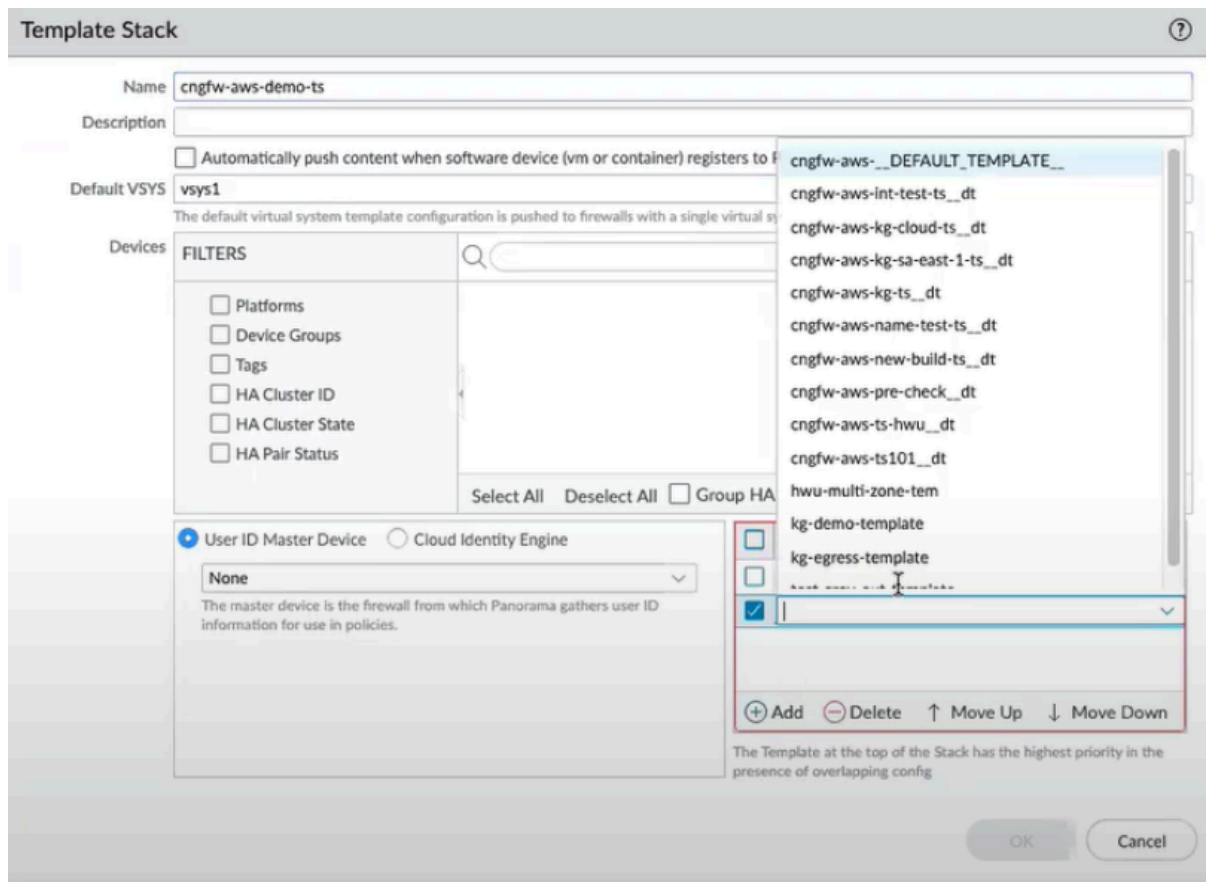 Template Stack
?
Name cngfw-aws-demo-ts
Description
Automatically push content when software device (vm or container) registers to
Default VSYS vsys1
The default virtual system template configuration is pushed to firewalls with a single virtual
Devices FILTERS
Platforms
Device Groups
Tags
HA Cluster ID
HA Cluster State
HA Pair Status
Select All Deselect All Group HA
cngfw-aws-__DEFAULT_TEMPLATE__
cngfw-aws-int-test-ts__dt
cngfw-aws-kg-cloud-ts__dt
cngfw-aws-kg-sa-east-1-ts__dt
cngfw-aws-kg-ts__dt
cngfw-aws-name-test-ts__dt
cngfw-aws-new-build-ts__dt
cngfw-aws-pre-check__dt
cngfw-aws-ts-hwu__dt
cngfw-aws-ts101__dt
hwu-multi-zone-tem
kg-demo-template
kg-egress-template
User ID Master Device Cloud Identity Engine
None
The master device is the firewall from which Panorama gathers user ID
information for use in policies.
Add Delete Move Up Move Down
The Template at the top of the Stack has the highest priority in the
presence of overlapping config
OK Cancel